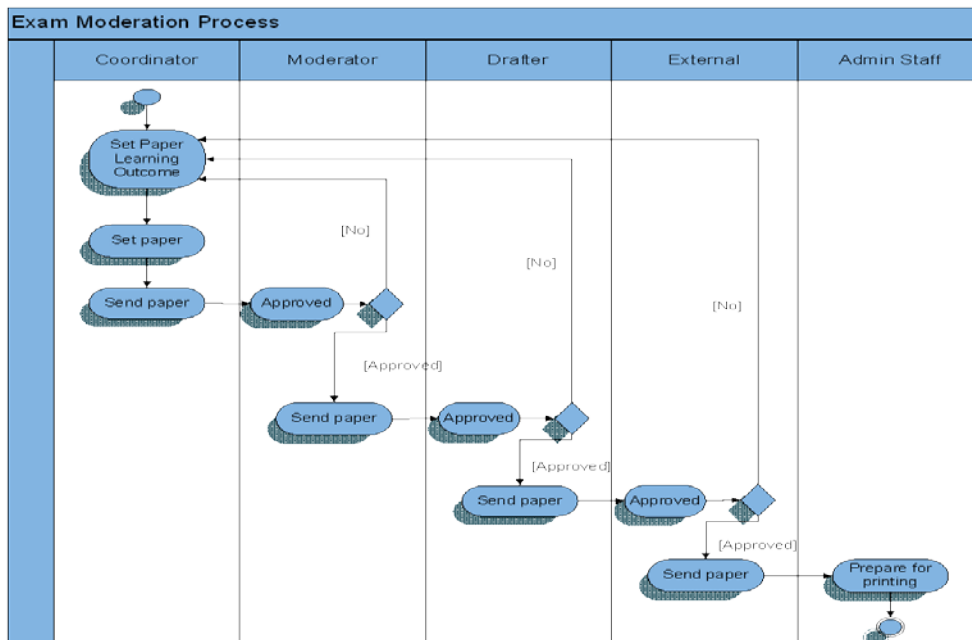 Exam Moderation Process
Coordinator
Moderator
Drafter
External
Admin Staff
Set Paper
Learning
Outcome
Set paper
[No]
[No]
[No]
Send paper
Approved
[Approved]
Send paper
Approved
[Approved]
Send paper
Approved
[Approved]
Send paper
Prepare for
printing